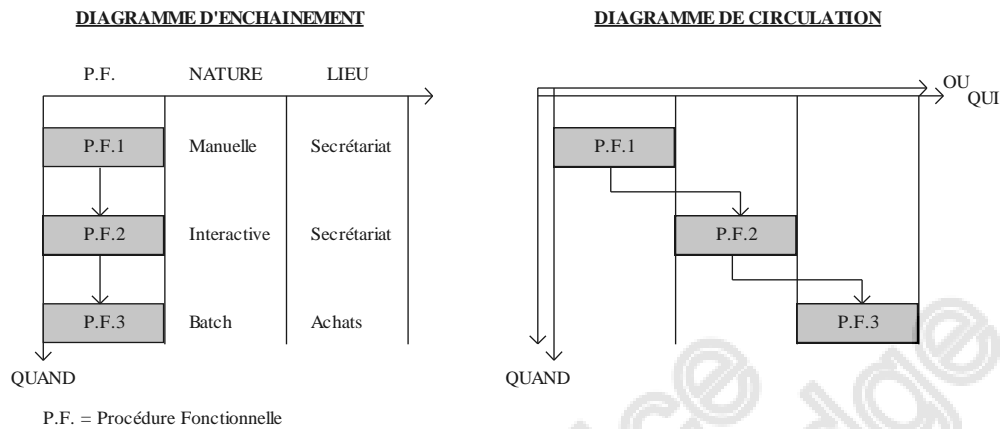 DIAGRAMME D'ENCHAINEMENT
P.F. NATURE LIEU
P.F.1 Manuelle Secrétariat
P.F.2 Interactive Secrétariat
P.F.3 Batch Achats
QUAND
P.F. = Procédure Fonctionnelle
DIAGRAMME DE CIRCULATION
OU
QUI
P.F.1
P.F.2
P.F.3
QUAND